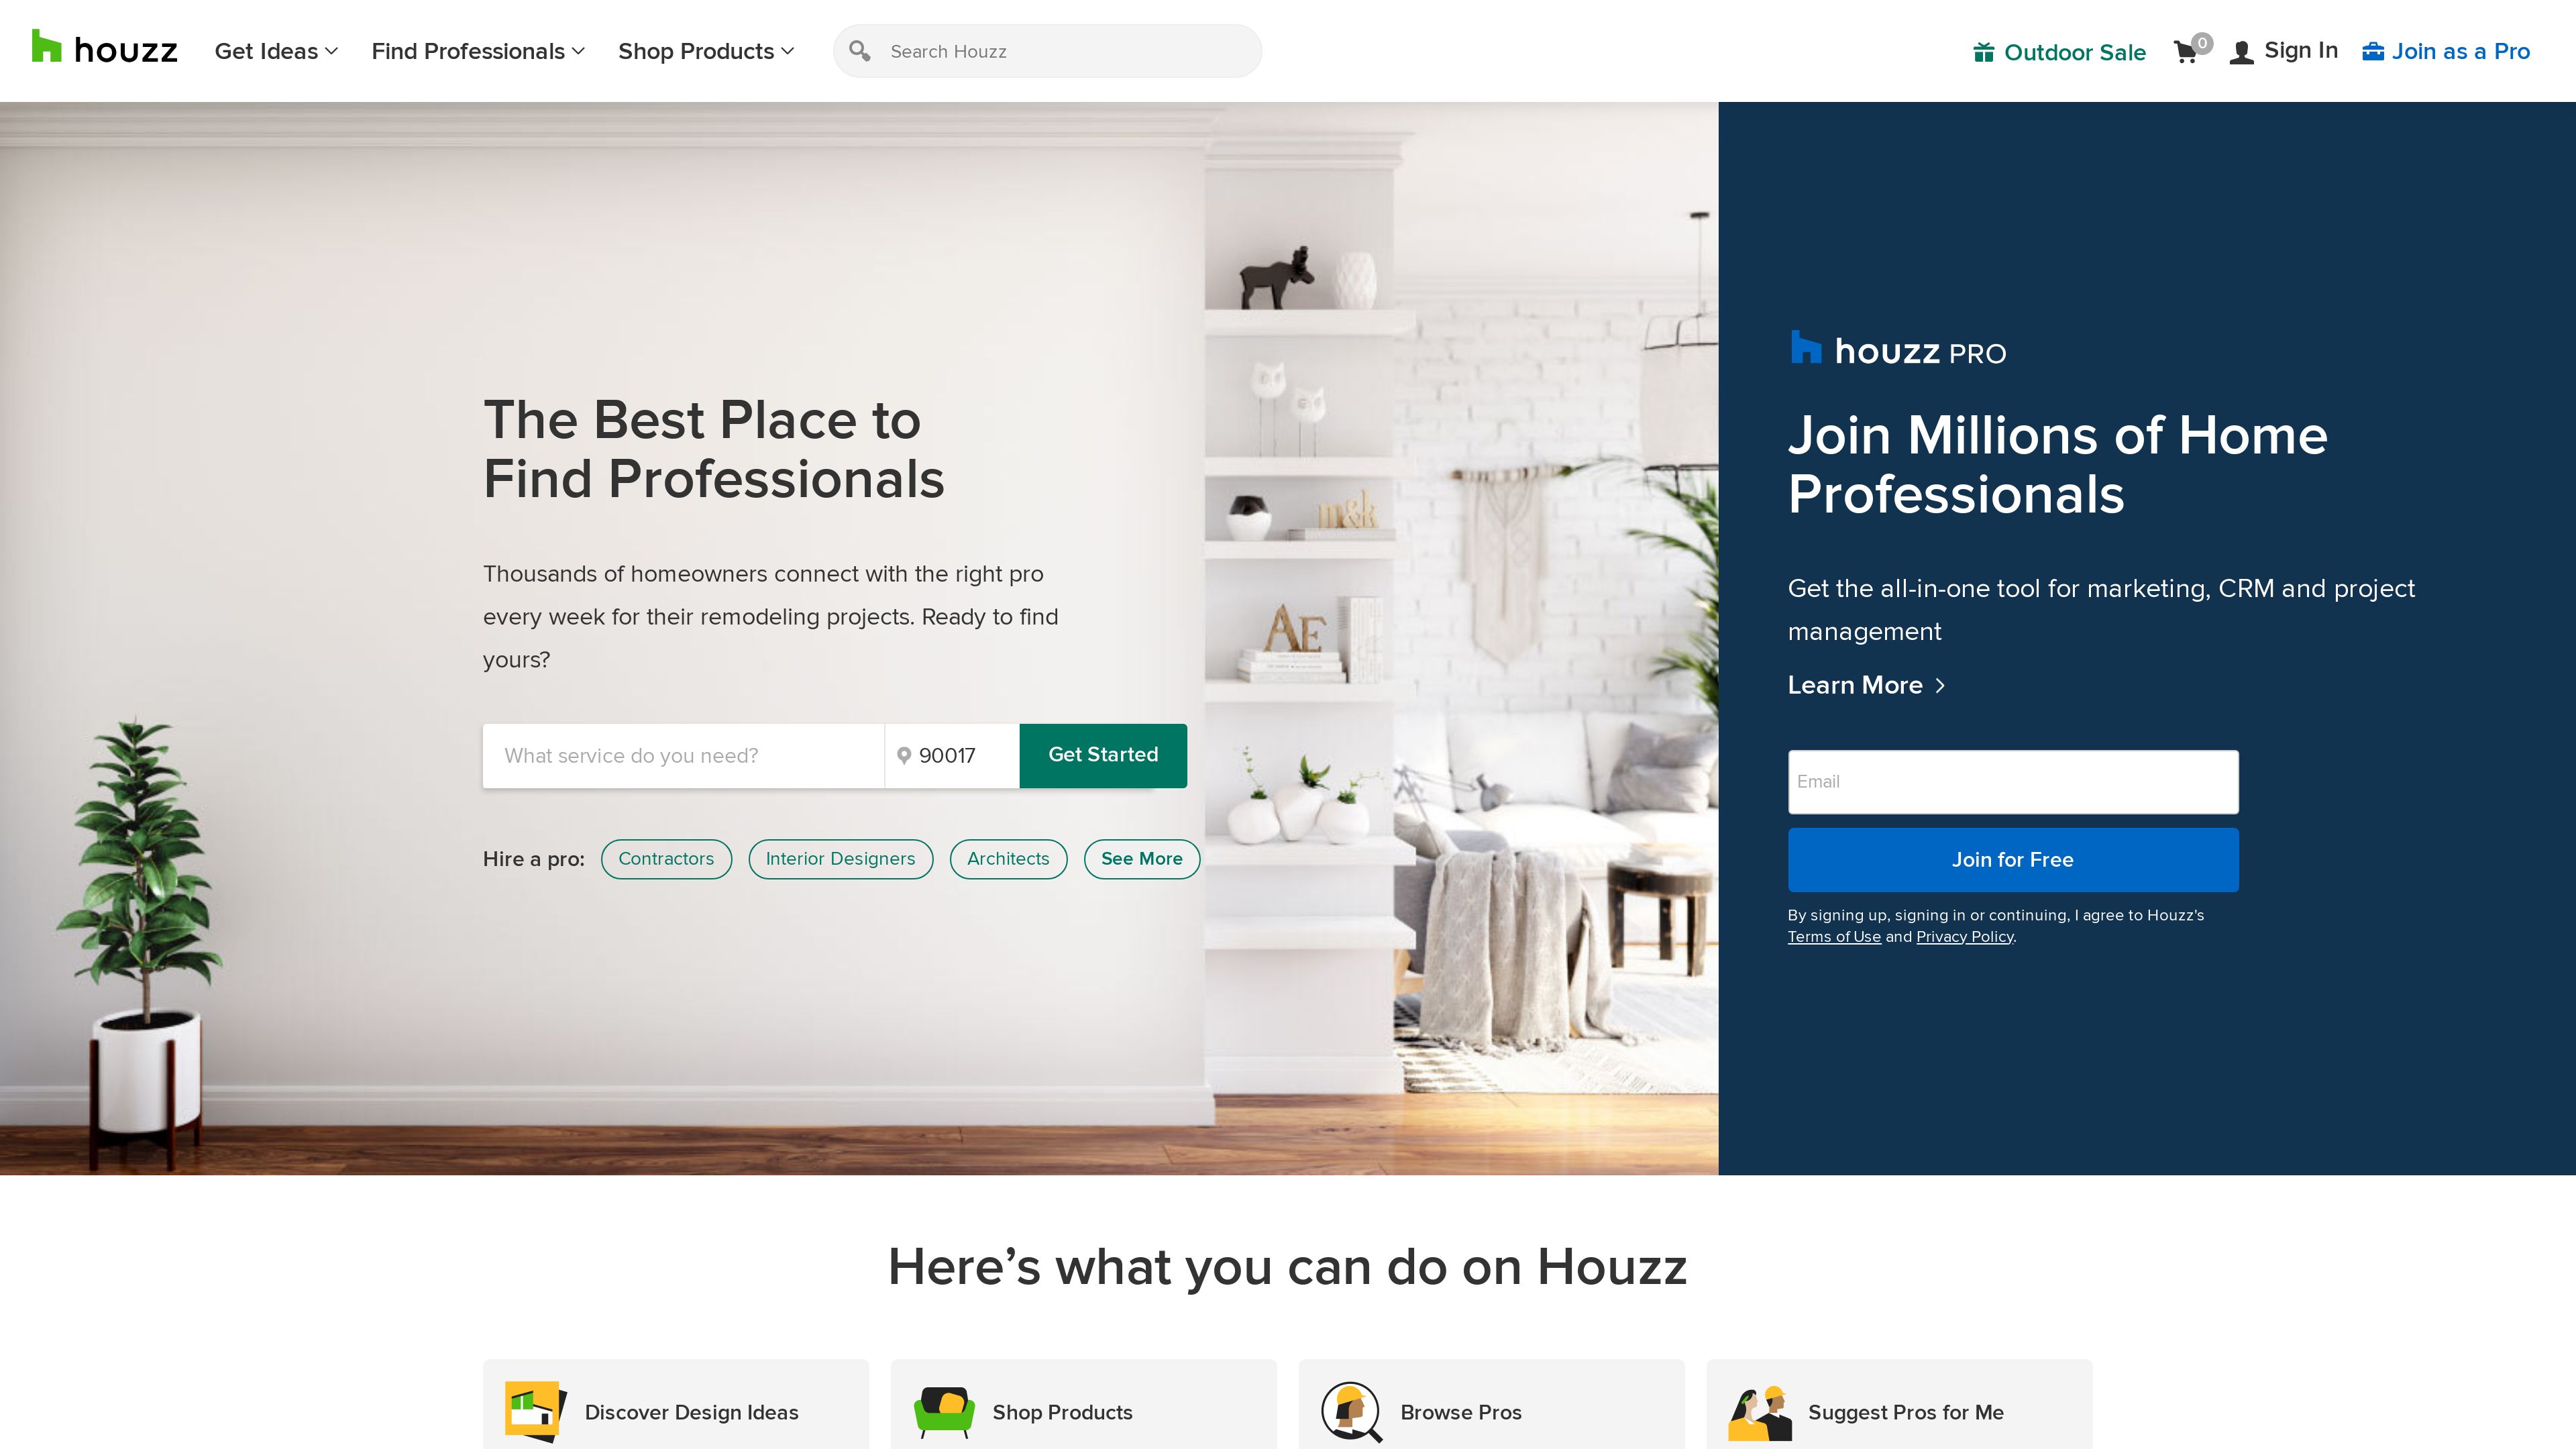 houzz
Get Ideas
Find Professionals
Shop Products
Search Houzz
Outdoor Sale
0
Sign In
Join as a Pro
The Best Place to
Find Professionals
Thousands of homeowners connect with the right pro
every week for their remodeling projects. Ready to find
yours?
What service do you need?
90017
Get Started
Hire a pro:
Contractors
Interior Designers
Architects
See More
m&k
AE
houzz PRO
Join Millions of Home
Professionals
Get the all-in-one tool for marketing, CRM and project
management
Learn More
Email
Join for Free
By signing up, signing in or continuing, I agree to Houzz's
Terms of Use and Privacy Policy.
Here’s what you can do on Houzz
Discover Design Ideas
Shop Products
Browse Pros
Suggest Pros for Me